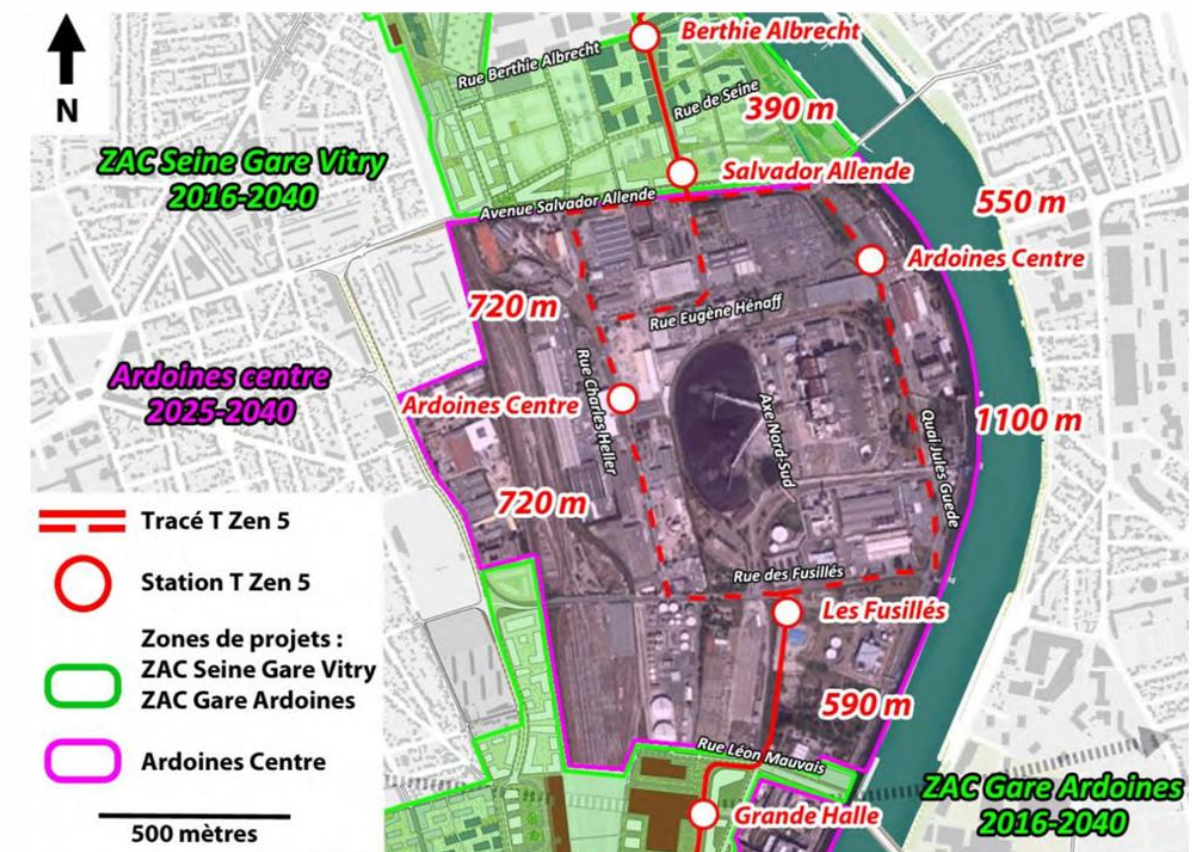 N
Berthie Albrecht
Rue Berthie Albrecht
Rue de Seine
390 m
ZAC Seine Gare Vitry
2016-2040
Salvador Allende
Avenue Salvador Allende
550 m
Ardoines Centre
720 m
Rue Eugène Hénaff
Ardoines centre
2025-2040
Rue Charles Heller
Ardoines Centre
Axe Nord-Sud
Quai Jules Guede
1100 m
720 m
Tracé T Zen 5
Station T Zen 5
Zones de projets :
ZAC Seine Gare Vitry
ZAC Gare Ardoines
Ardoines Centre
500 mètres
Rue des Fusillés
Les Fusillés
590 m
Rue Léon Mauvais
ZAC Gare Ardoines
2016-2040
Grande Halle